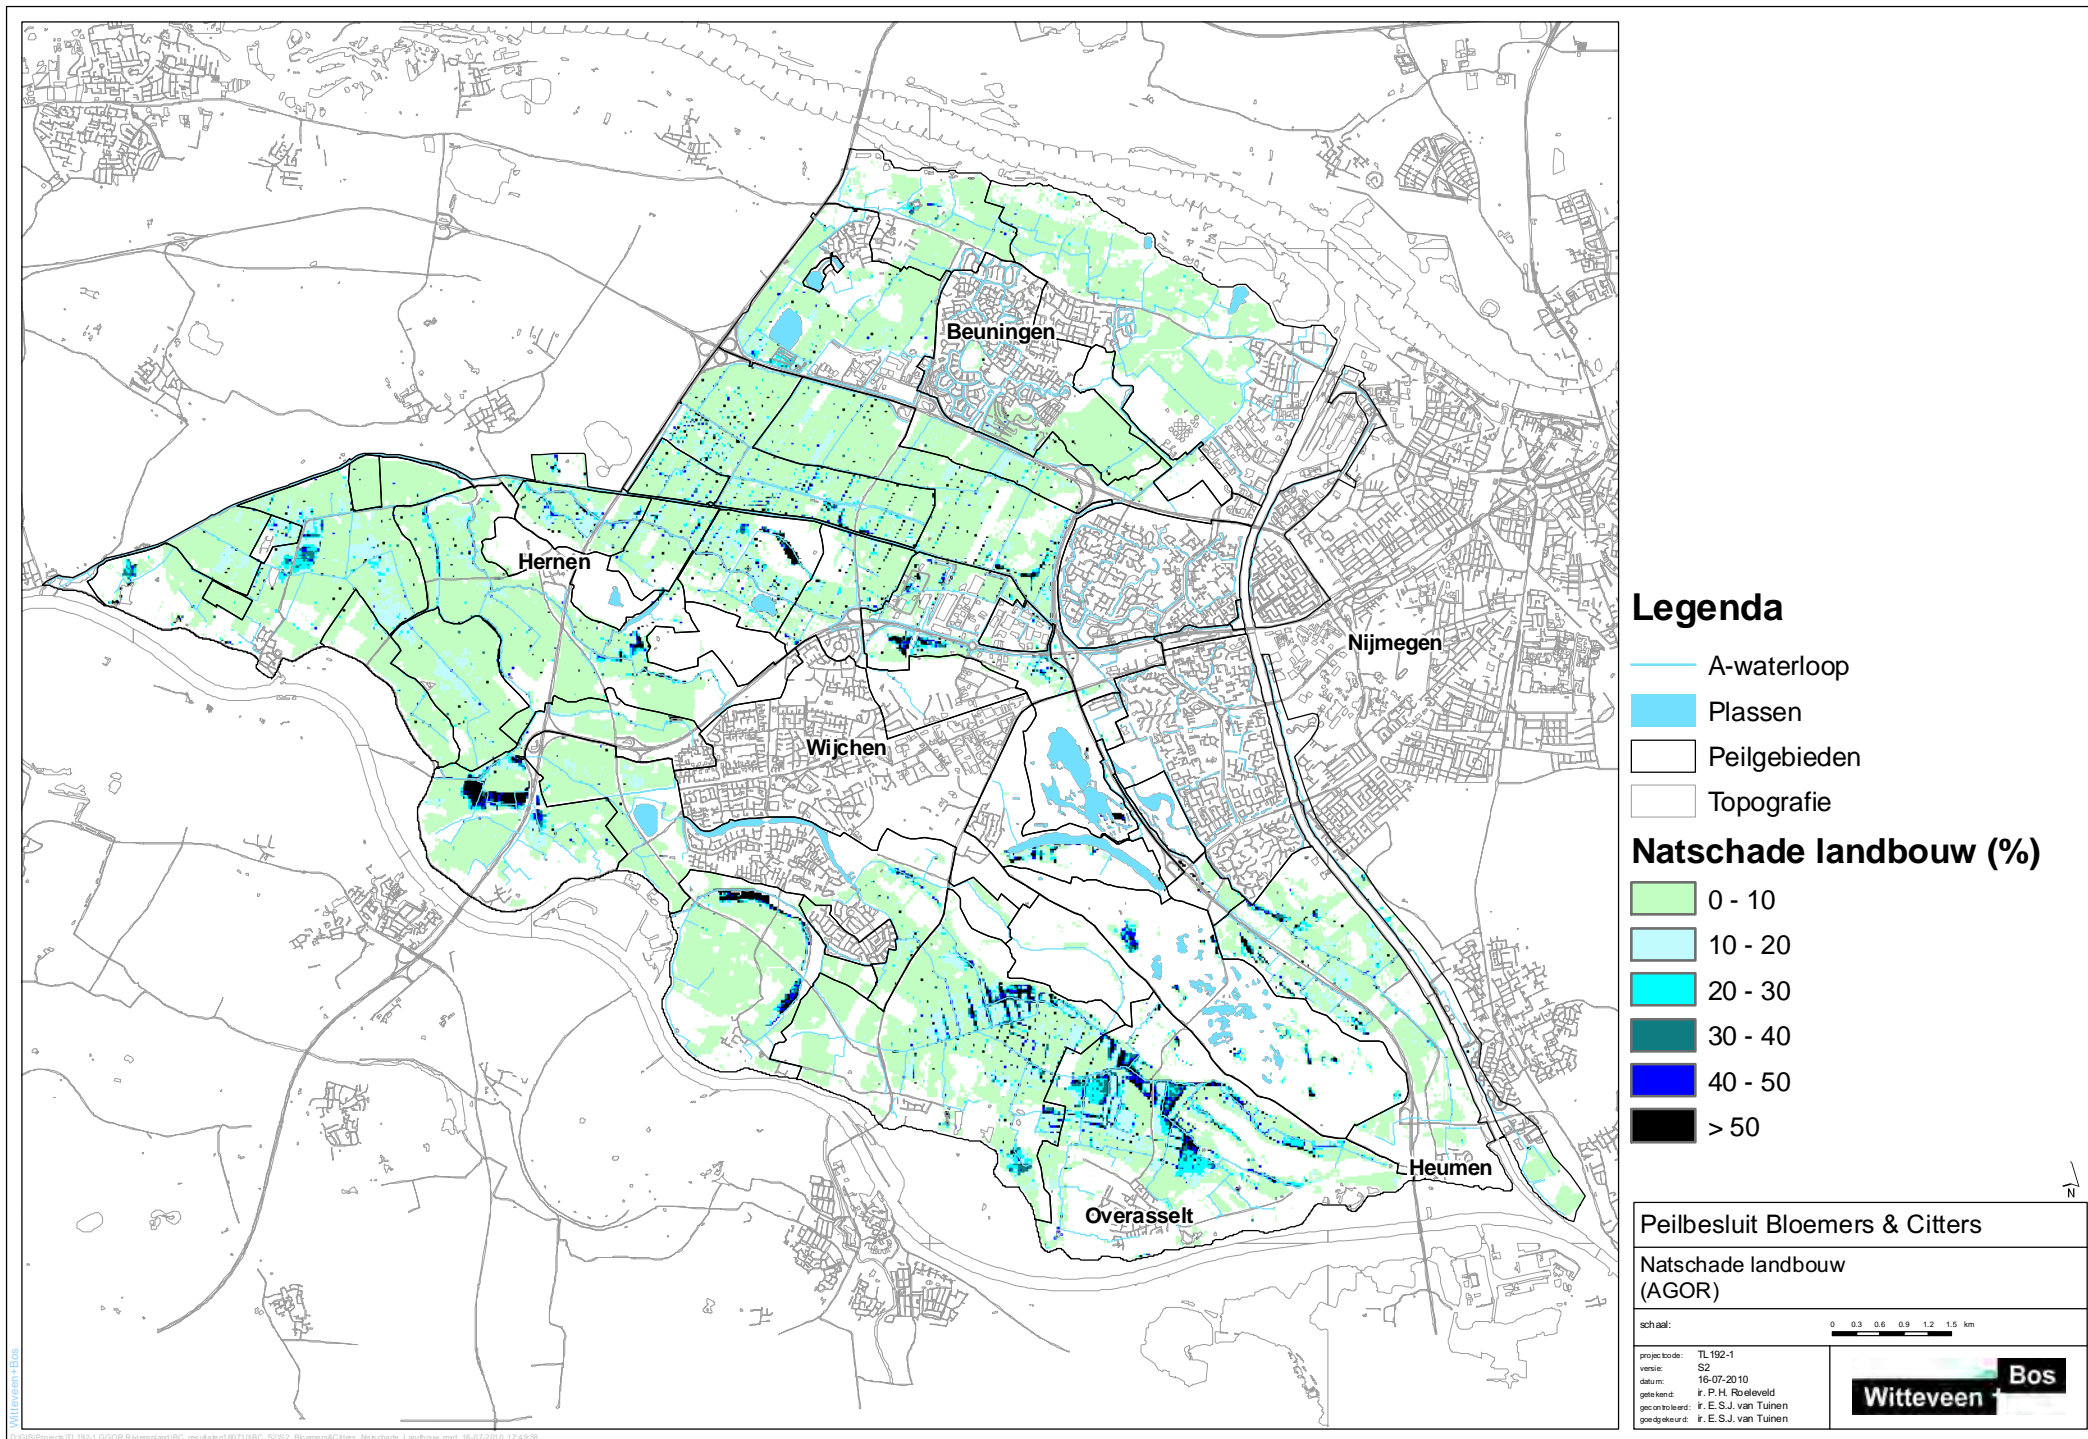 Beuningen
Hernen
Nijmegen
Wijchen
Heumen
Overasselt
Legenda
A-waterloop
Plassen
Peilgebieden
Topografie
Natschade landbouw (%)
0 - 10
10 - 20
20 - 30
30 - 40
40 - 50
> 50
N
Peilbesluit Bloemers & Citters
Natschade landbouw
(AGOR)
schaal:
0 0.3 0.6 0.9 1.2 1.5 km
projectcode: TL192-1
versie: S2
datum: 16-07-2010
getekend: ir. P.H. Roeleveld
gecontroleerd: ir. E.S.J. van Tuinen
goedgekeurd: ir. E.S.J. van Tuinen
Witteveen + Bos
Witteveen+Bos